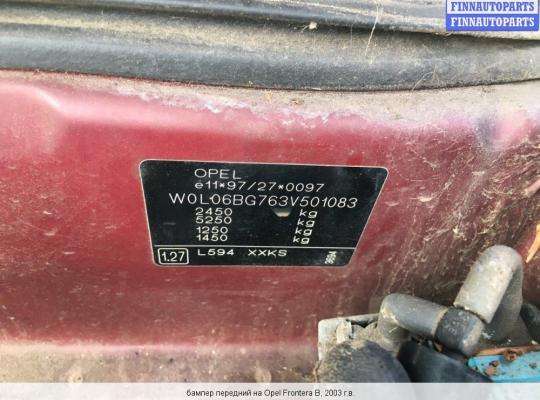 FINNAUTOPARTS
FINNAUTOPARTS
OPEL
e11*97/27*0097
W0L06BG763V501083
2450 kg
5250 kg
1250 kg
1450 kg
1.27 L594 XXKS
бампер передний на Opel Frontera B, 2003 г.в.